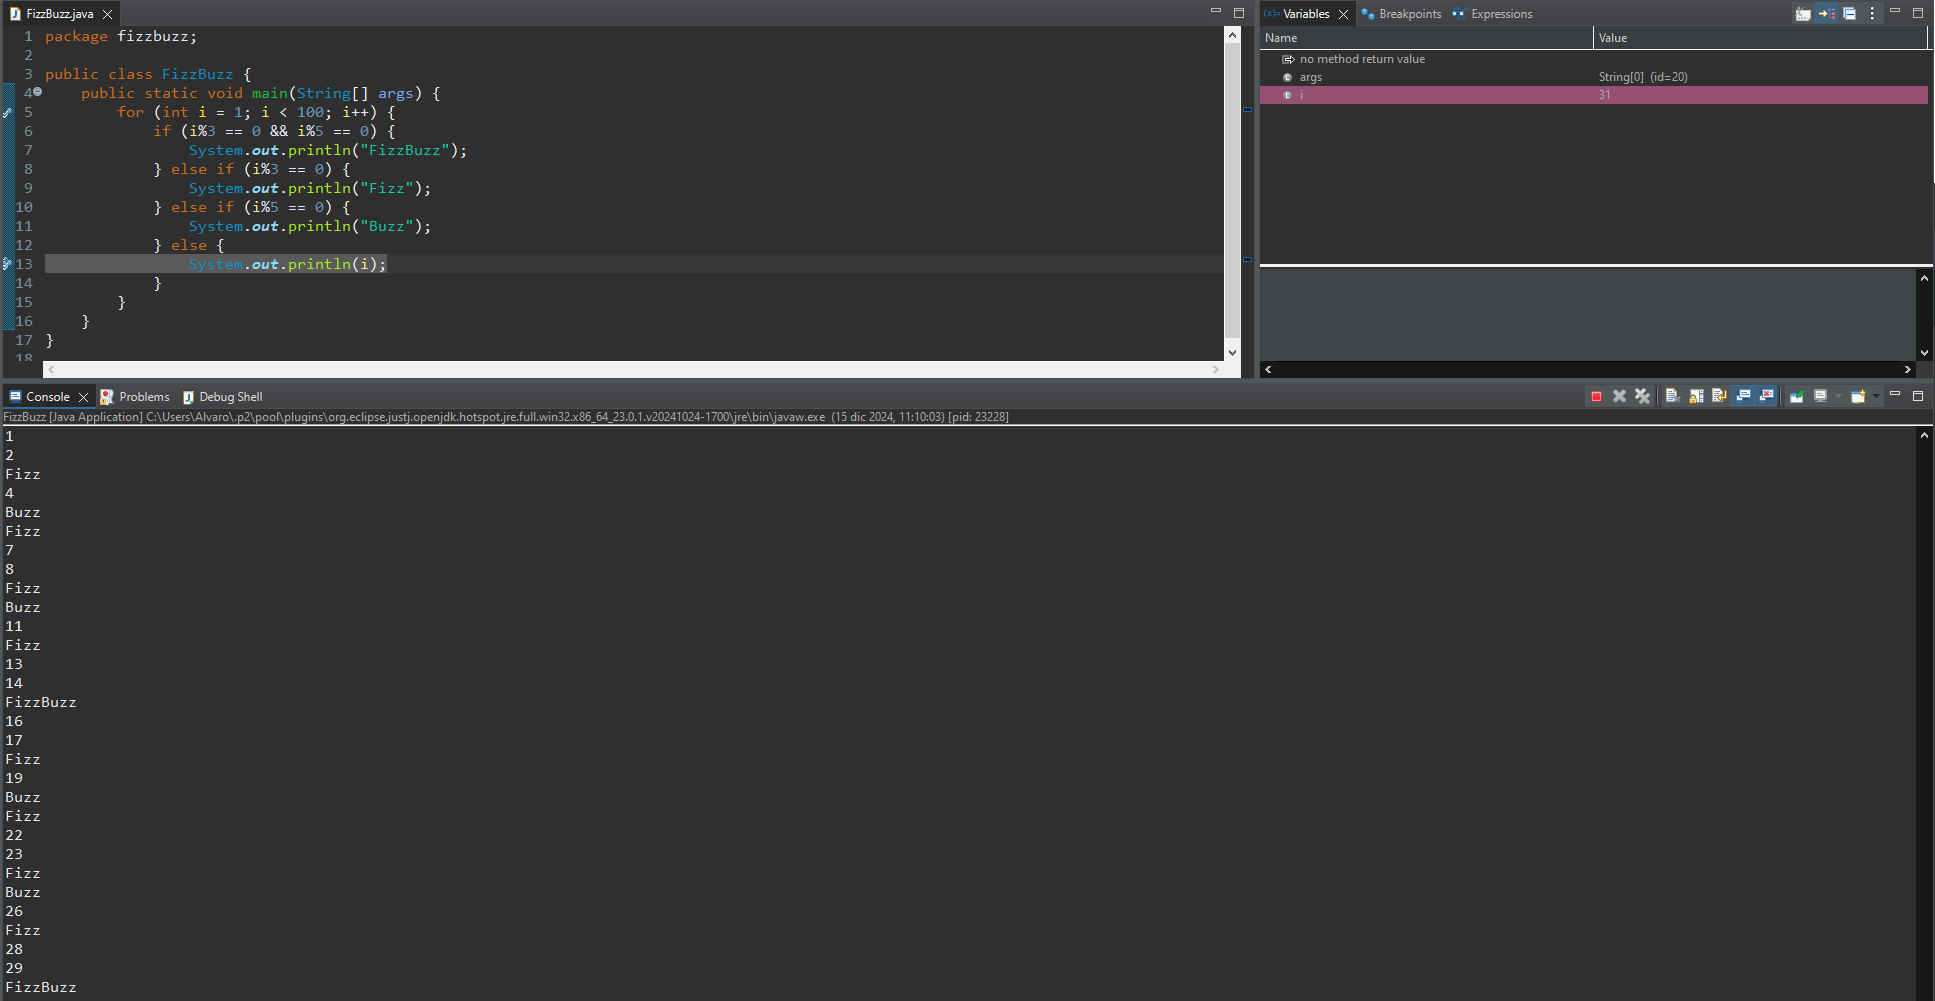 FizzBuzz.java
1 package fizzbuzz;
2
3 public class FizzBuzz {
4 public static void main(String[] args) {
5 for (int i = 1; i < 100; i++) {
6 if (i%3 == 0 && i%5 == 0) {
7 System.out.println("FizzBuzz");
8 } else if (i%3 == 0) {
9 System.out.println("Fizz");
10 } else if (i%5 == 0) {
11 System.out.println("Buzz");
12 } else {
13 System.out.println(i);
14 }
15 }
16 }
17 }
18
(x)= Variables Breakpoints Expressions
Name Value
no method return value
args String[0] (id=20)
i 31
Console Problems Debug Shell
FizzBuzz [Java Application] C:\Users\Alvaro\.p2\pool\plugins\org.eclipse.justj.openjdk.hotspot.jre.full.win32.x86_64_23.0.1.v20241024-1700\jre\bin\javaw.exe (15 dic 2024, 11:10:03) [pid: 23228]
1
2
Fizz
4
Buzz
Fizz
7
8
Fizz
Buzz
11
Fizz
13
14
FizzBuzz
16
17
Fizz
19
Buzz
Fizz
22
23
Fizz
Buzz
26
Fizz
28
29
FizzBuzz